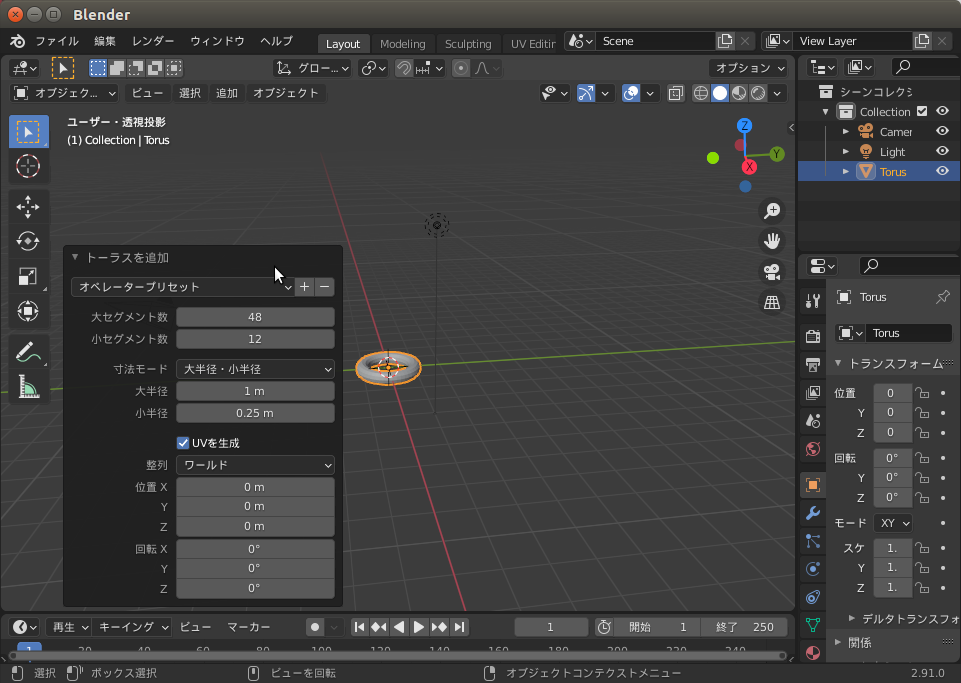 Blender
ファイル 編集 レンダー ウィンドウ ヘルプ Layout Modeling Sculpting UV Editin Scene View Layer
グロー... オプション
オブジェク... ビュー 選択 追加 オブジェクト
シーンコレクシ
Collection
Camer
Light
Torus
ユーザー・透視投影
(1) Collection | Torus
Z
Y
X
トーラスを追加
オペレータープリセット
大セグメント数 48
小セグメント数 12
寸法モード 大半径・小半径
大半径 1 m
小半径 0.25 m
UVを生成
整列 ワールド
位置 X 0 m
Y 0 m
Z 0 m
回転 X 0°
Y 0°
Z 0°
Torus
Torus
トランスフォーム
位置 0
Y 0
Z 0
回転 0°
Y 0°
Z 0°
モード XY
スケ 1.
Y 1.
Z 1.
デルタトランスフォ
関係
再生 キーイング ビュー マーカー 1 開始 1 終了 250
1 20 40 60 80 100 120 140 160 180 200 220 240
選択 ボックス選択 ビューを回転 オブジェクトコンテクストメニュー 2.91.0